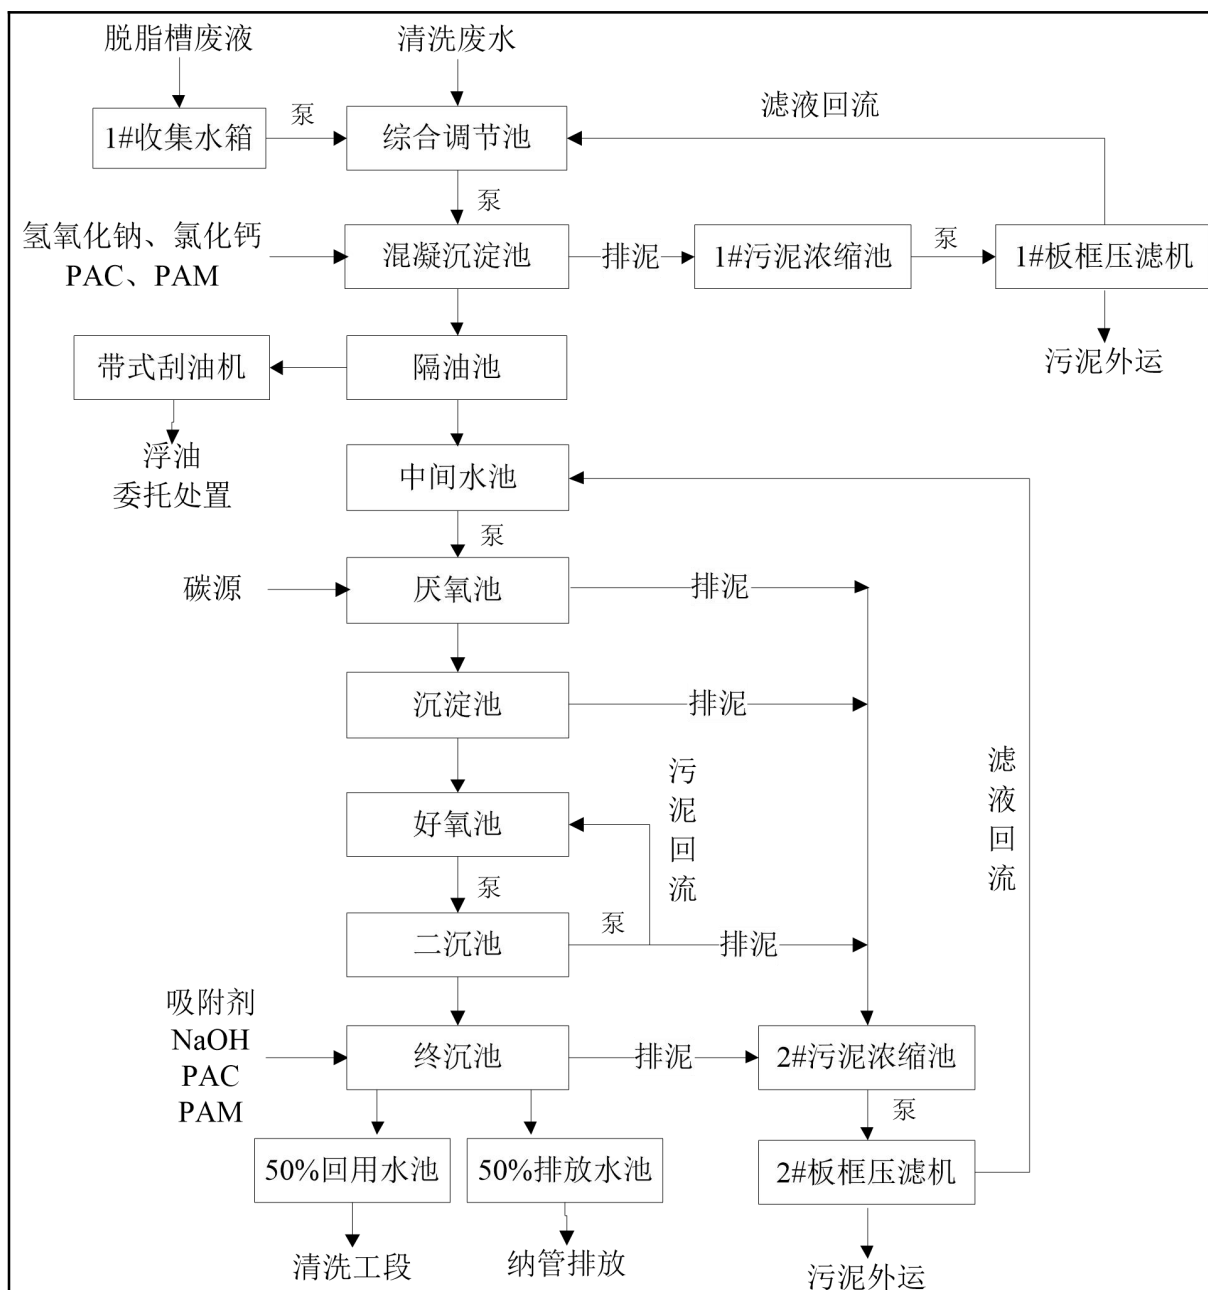 脱脂槽废液
清洗废水
1#收集水箱
泵
综合调节池
滤液回流
泵
氢氧化钠、氯化钙
PAC、PAM
混凝沉淀池
排泥
1#污泥浓缩池
泵
1#板框压滤机
带式刮油机
隔油池
污泥外运
浮油
委托处置
中间水池
泵
碳源
厌氧池
排泥
沉淀池
排泥
污泥回流
滤液回流
好氧池
泵
二沉池
泵
排泥
吸附剂
NaOH
PAC
PAM
终沉池
排泥
2#污泥浓缩池
泵
50%回用水池
50%排放水池
2#板框压滤机
清洗工段
纳管排放
污泥外运